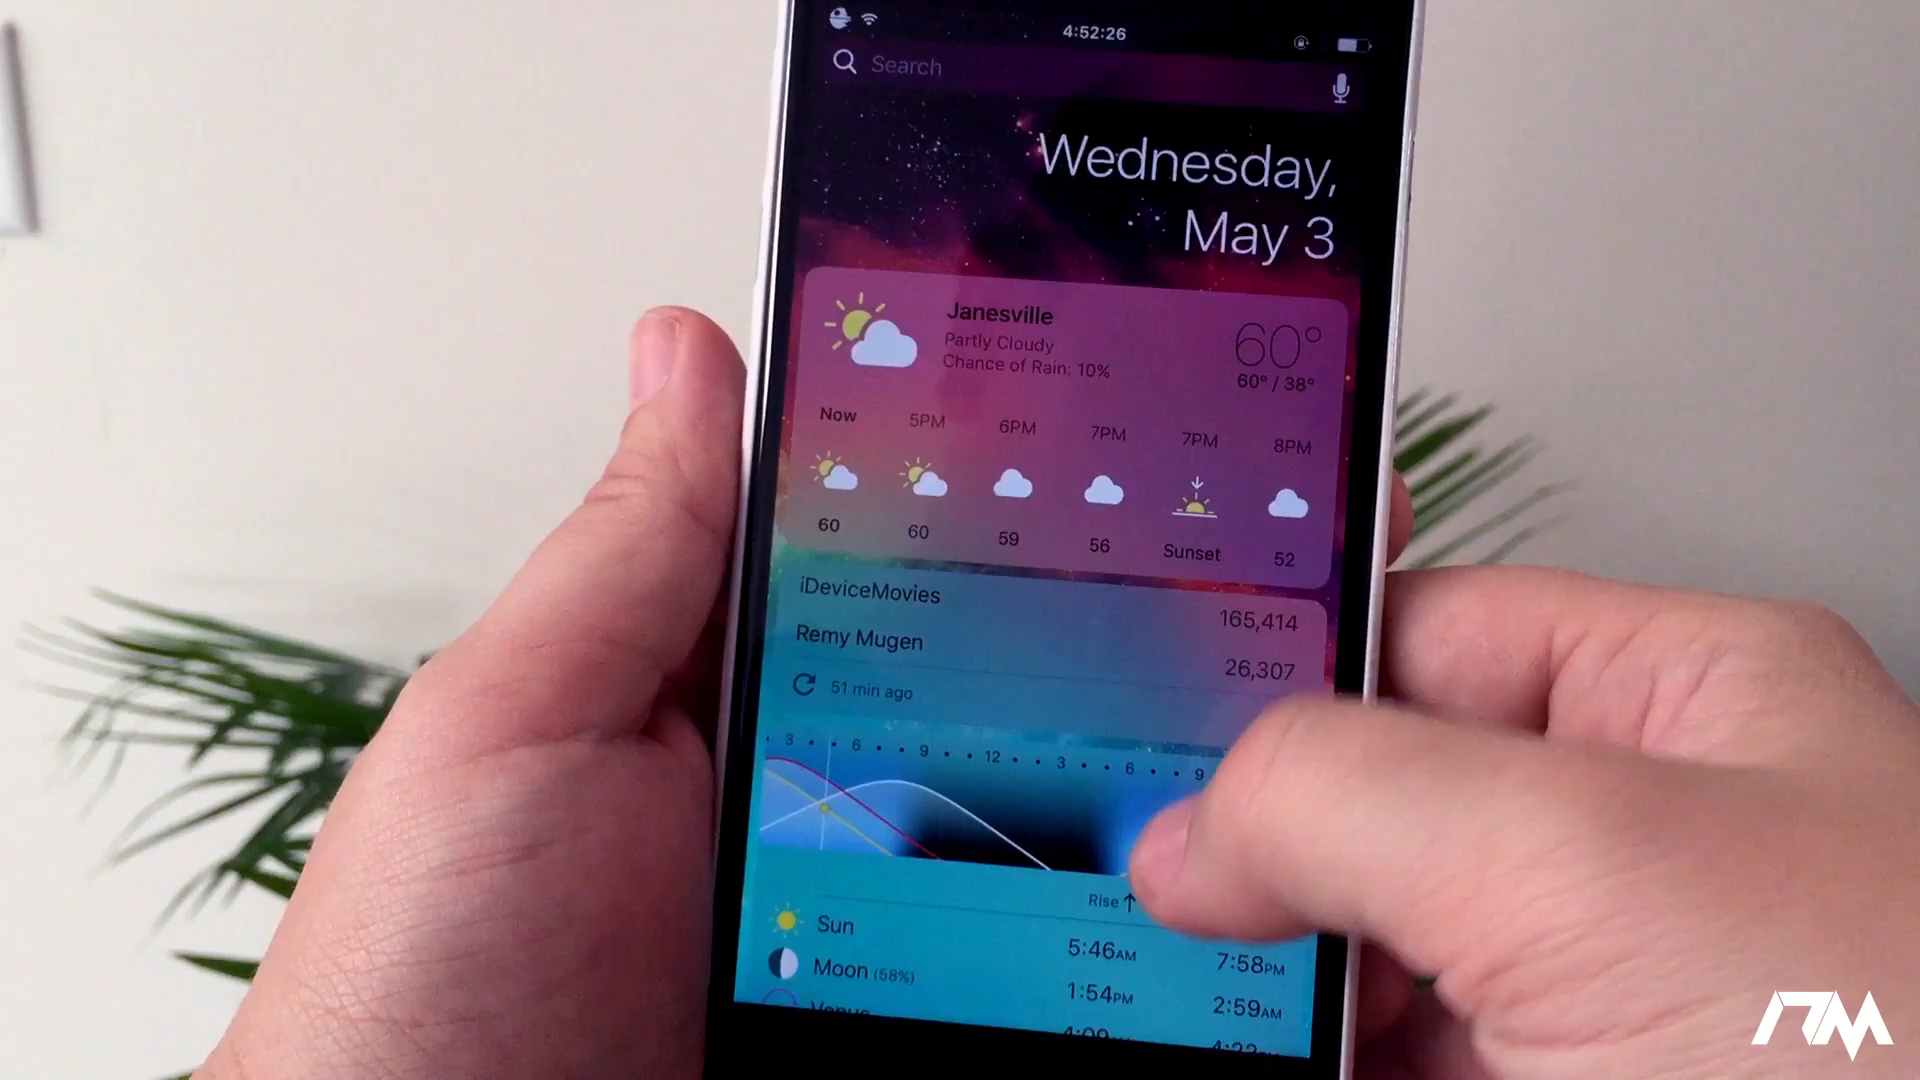 4:52:26
Search
Wednesday,
May 3
Janesville
Partly Cloudy
Chance of Rain: 10%
60°
60° / 38°
Now 5PM 6PM 7PM 7PM 8PM
60 60 59 56 Sunset 52
iDeviceMovies 165,414
Remy Mugen 26,307
51 min ago
3 6 9 12 3 6 9
Rise
Sun 5:46AM 7:58PM
Moon (58%) 1:54PM 2:59AM
Venus